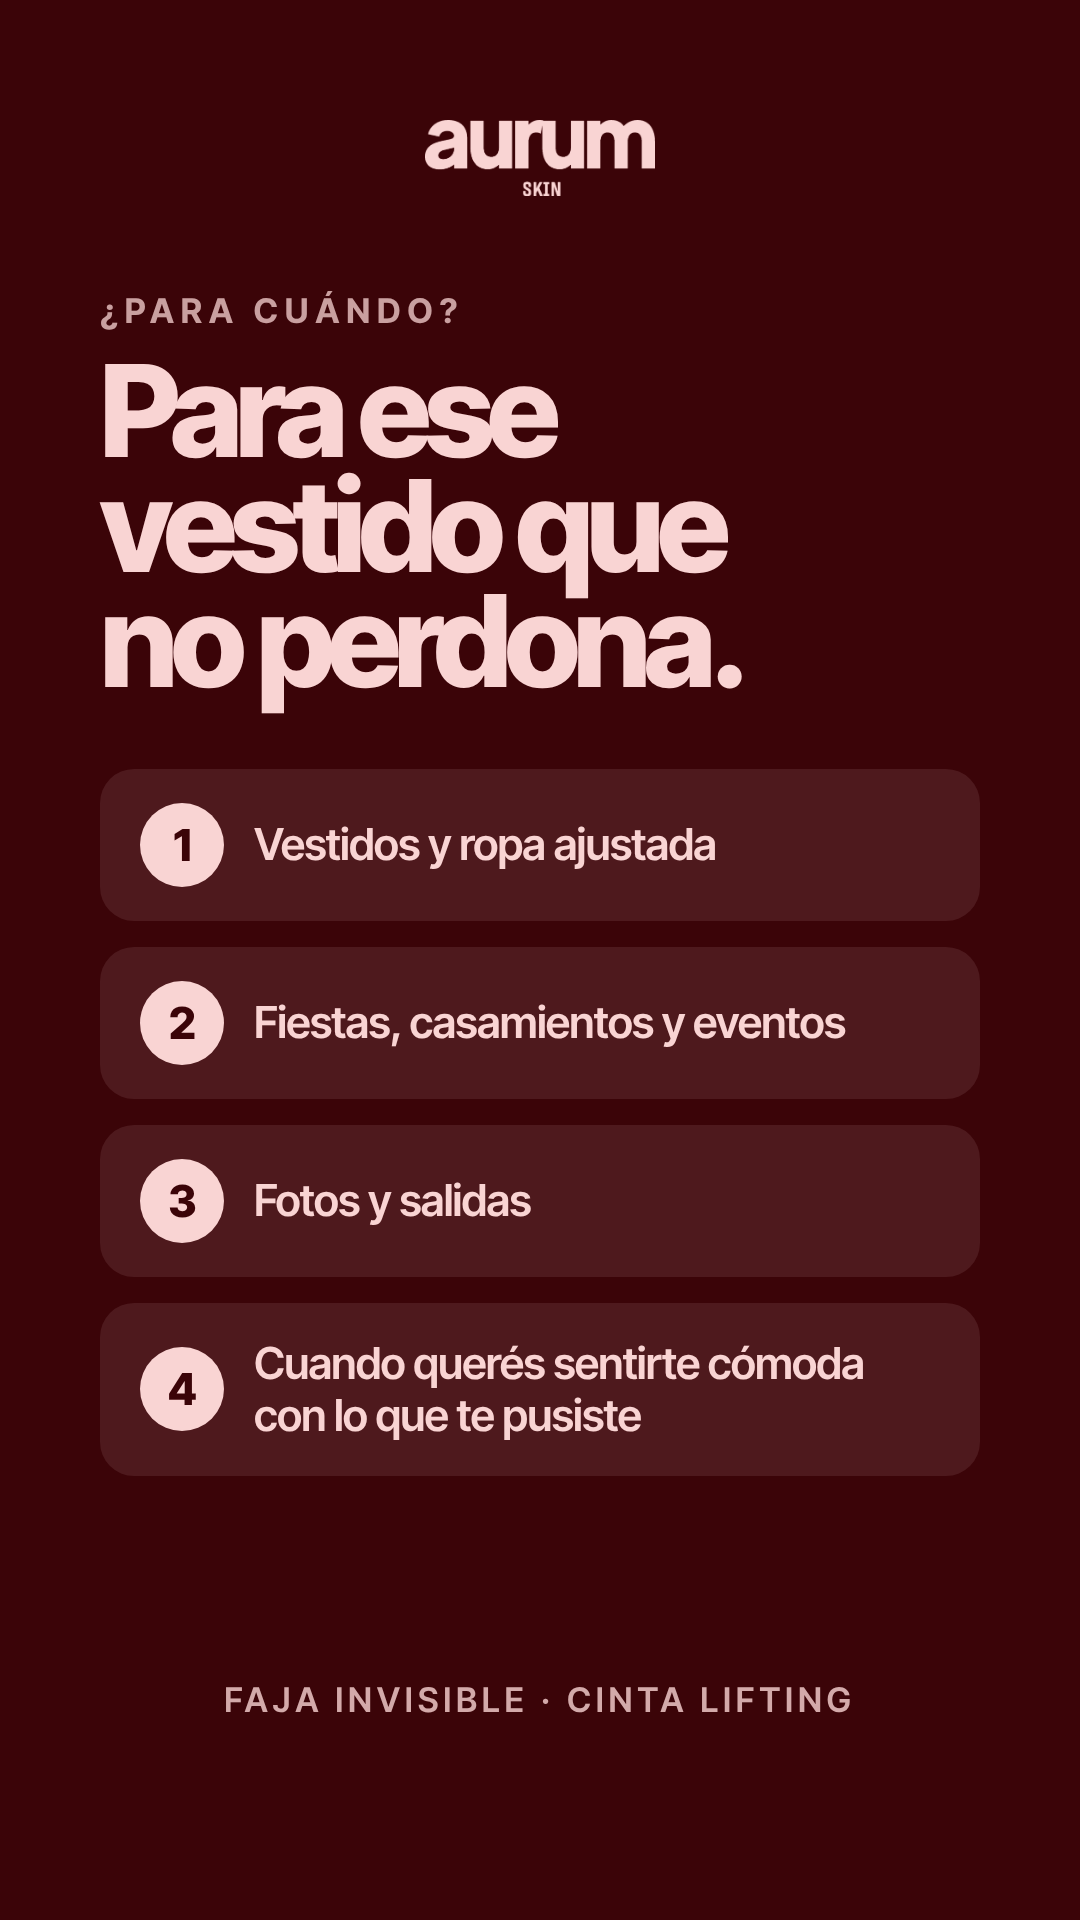 aurum
SKIN
¿PARA CUÁNDO?
Para ese
vestido que
no perdona.
1 Vestidos y ropa ajustada
2 Fiestas, casamientos y eventos
3 Fotos y salidas
4 Cuando querés sentirte cómoda
con lo que te pusiste
FAJA INVISIBLE · CINTA LIFTING